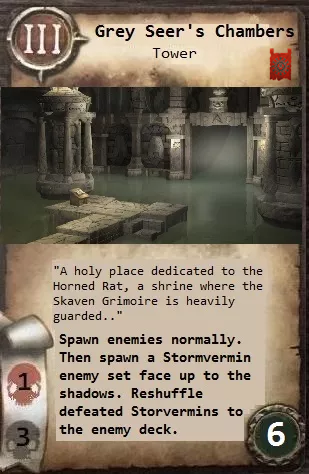 III
Grey Seer's Chambers
Tower
"A holy place dedicated to the
Horned Rat, a shrine where the
Skaven Grimoire is heavily
guarded.."
Spawn enemies normally.
Then spawn a Stormvermin
enemy set face up to the
shadows. Reshuffle
defeated Storvermins to
the enemy deck.
1
3
6